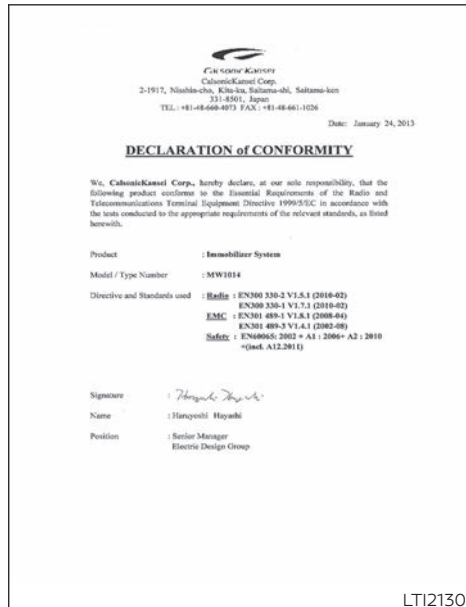 Calsonic Kansei
CalsonicKansei Corp.
2-1917, Nisshin-cho, Kita-ku, Saitama-shi, Saitama-ken
331-8501, Japan
TEL : +81-48-660-4073 FAX : +81-48-661-1026
Date: January 24, 2013
DECLARATION of CONFORMITY
We, CalsonicKansei Corp., hereby declare, at our sole responsibility, that the
following product conforms to the Essential Requirements of the Radio and
Telecommunications Terminal Equipment Directive 1999/5/EC in accordance with
the tests conducted to the appropriate requirements of the relevant standards, as listed
herewith.
Product : Immobilizer System
Model / Type Number : MW1014
Directive and Standards used : Radio : EN300 330-2 V1.5.1 (2010-02)
EN300 330-1 V1.7.1 (2010-02)
EMC : EN301 489-1 V1.8.1 (2008-04)
EN301 489-3 V1.4.1 (2002-08)
Safety : EN60065: 2002 + A1 : 2006+ A2 : 2010
+(incl. A12.2011)
Signature :
Name : Haruyoshi Hayashi
Position : Senior Manager
Electric Design Group
LTI2130